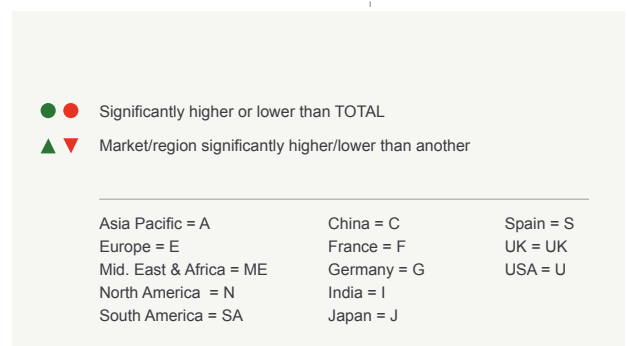 Significantly higher or lower than TOTAL
Market/region significantly higher/lower than another
Asia Pacific = A
Europe = E
Mid. East & Africa = ME
North America = N
South America = SA
China = C
France = F
Germany = G
India = I
Japan = J
Spain = S
UK = UK
USA = U